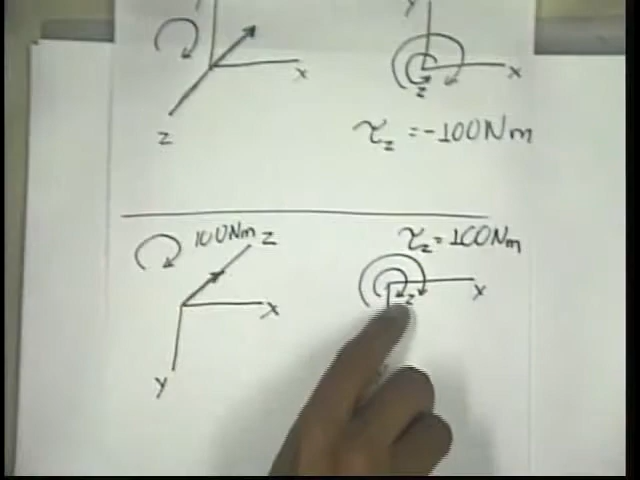 y
x
x
z
z
τz = -100Nm
100Nm z
τz = 100Nm
x
z
x
y